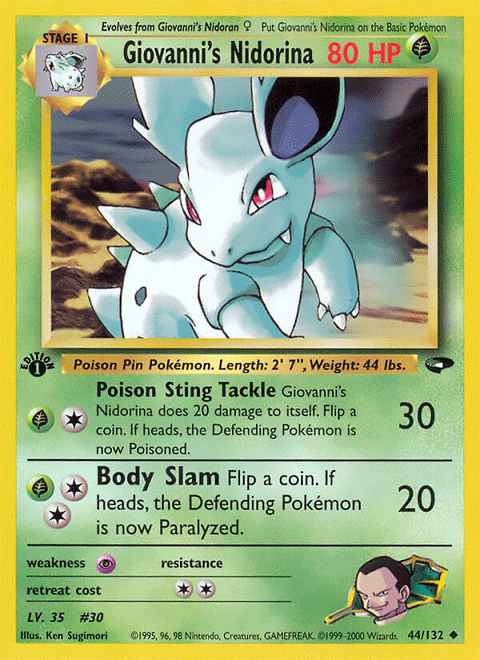 Evolves from Giovanni's Nidoran ♀ Put Giovanni's Nidorina on the Basic Pokémon
STAGE 1
Giovanni's Nidorina 80 HP
EDITION
1
Poison Pin Pokémon. Length: 2' 7", Weight: 44 lbs.
Poison Sting Tackle Giovanni's
Nidorina does 20 damage to itself. Flip a
coin. If heads, the Defending Pokémon is
now Poisoned.
30
Body Slam Flip a coin. If
heads, the Defending Pokémon
is now Paralyzed.
20
weakness resistance
retreat cost
LV. 35 #30
Illus. Ken Sugimori ©1995, 96, 98 Nintendo, Creatures, GAMEFREAK. ©1999–2000 Wizards. 44/132 ◆